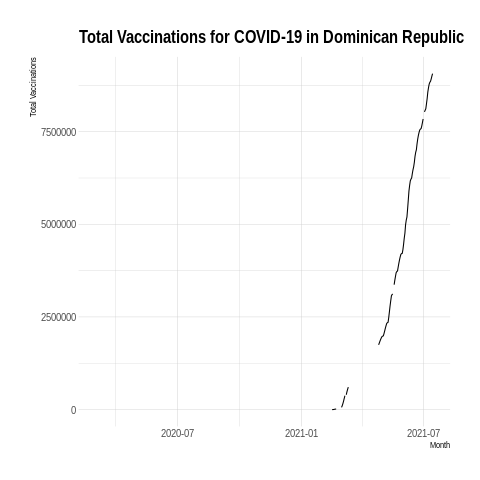 Total Vaccinations for COVID-19 in Dominican Republic
Total Vaccinations
7500000
5000000
2500000
0
2020-07
2021-01
2021-07
Month